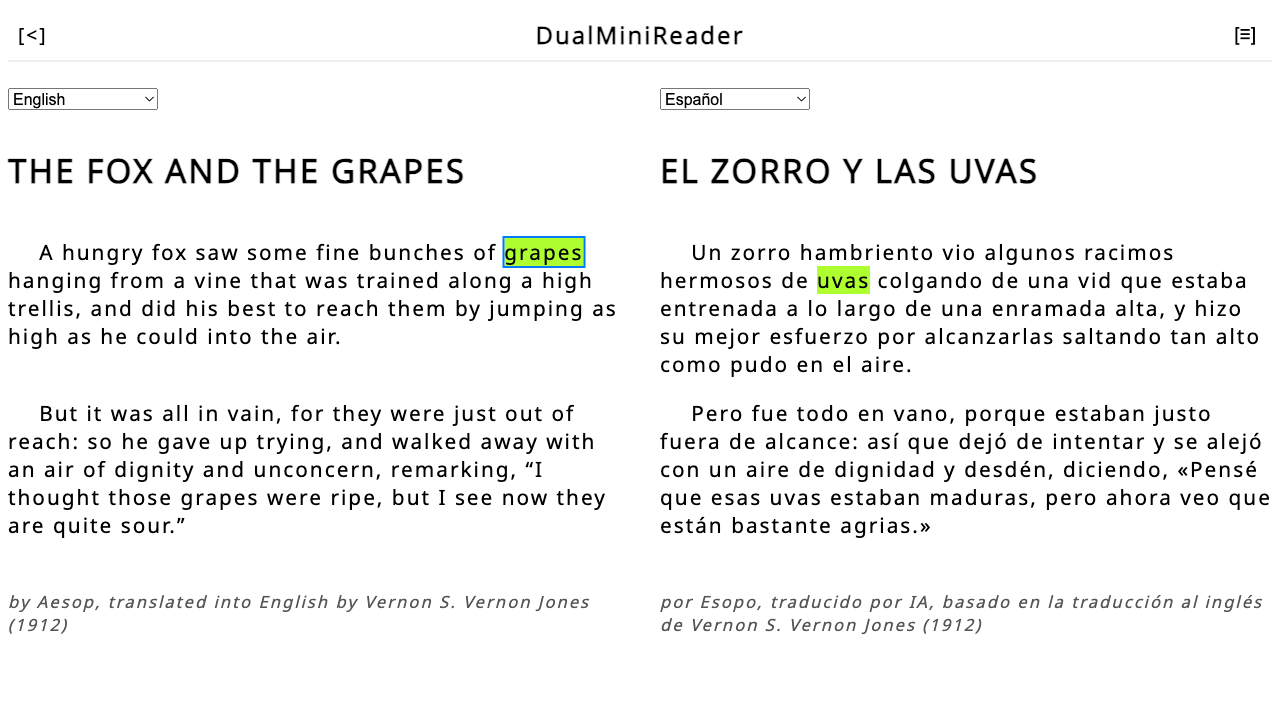 [<]
DualMiniReader
[≡]
English
Español
THE FOX AND THE GRAPES
A hungry fox saw some fine bunches of grapes
hanging from a vine that was trained along a high
trellis, and did his best to reach them by jumping as
high as he could into the air.
But it was all in vain, for they were just out of
reach: so he gave up trying, and walked away with
an air of dignity and unconcern, remarking, “I
thought those grapes were ripe, but I see now they
are quite sour.”
by Aesop, translated into English by Vernon S. Vernon Jones
(1912)
EL ZORRO Y LAS UVAS
Un zorro hambriento vio algunos racimos
hermosos de uvas colgando de una vid que estaba
entrenada a lo largo de una enramada alta, y hizo
su mejor esfuerzo por alcanzarlas saltando tan alto
como pudo en el aire.
Pero fue todo en vano, porque estaban justo
fuera de alcance: así que dejó de intentar y se alejó
con un aire de dignidad y desdén, diciendo, «Pensé
que esas uvas estaban maduras, pero ahora veo que
están bastante agrias.»
por Esopo, traducido por IA, basado en la traducción al inglés
de Vernon S. Vernon Jones (1912)